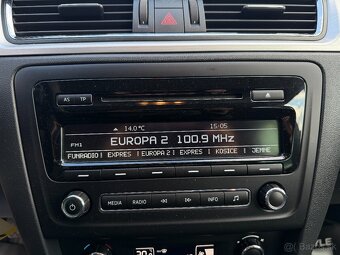 AS
TP
14.0°C
15:05
FM1
EUROPA 2 100.9 MHz
FUNRADIO | EXPRES | EUROPA 2 | EXPRES | KOSICE | JEMNE
MEDIA
RADIO
INFO